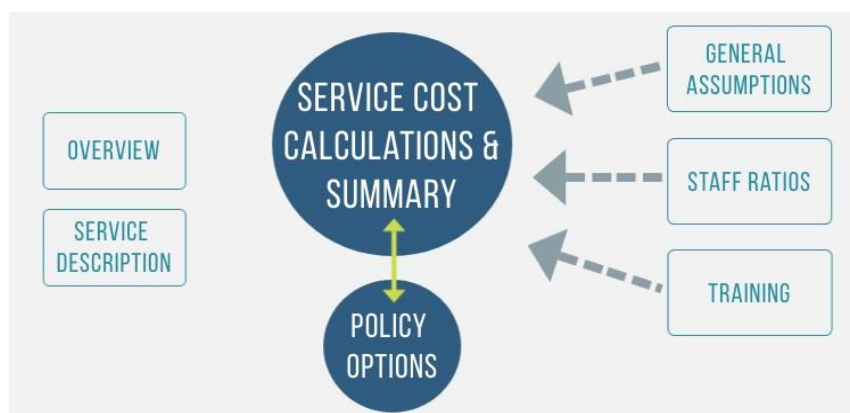 OVERVIEW
SERVICE
DESCRIPTION
SERVICE COST
CALCULATIONS &
SUMMARY
POLICY
OPTIONS
GENERAL
ASSUMPTIONS
STAFF RATIOS
TRAINING